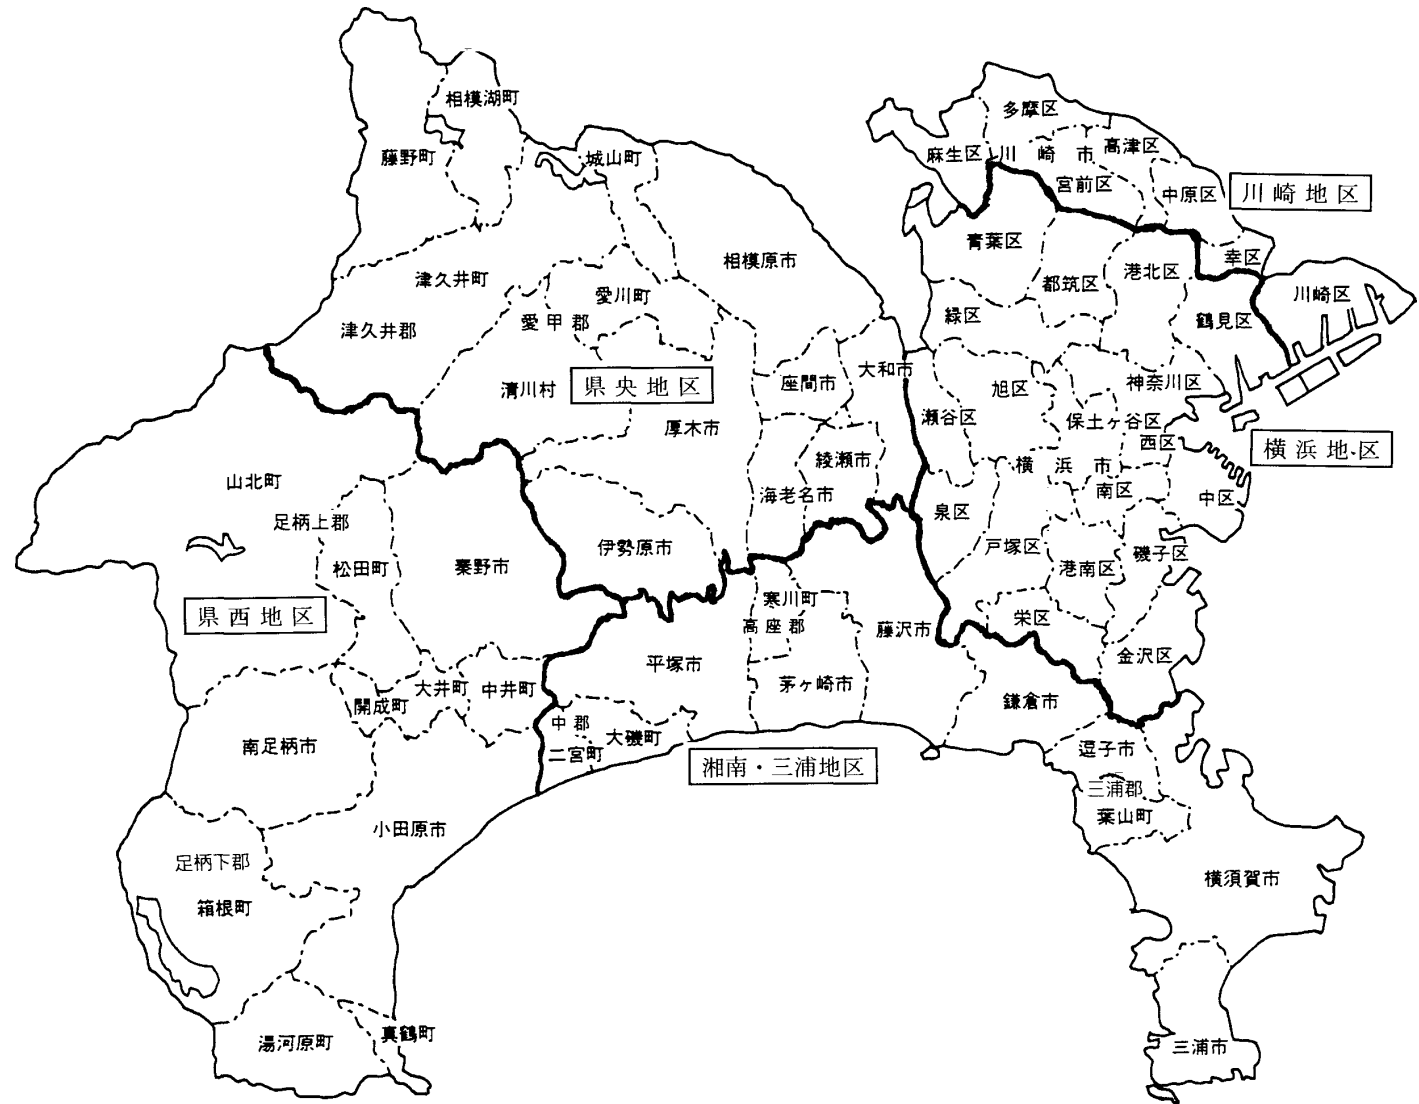 相模湖町
藤野町
城山町
津久井町
津久井郡
相模原市
愛川町
愛甲郡
清川村
県央地区
厚木市
座間市
大和市
綾瀬市
海老名市
伊勢原市
多摩区
麻生区
川崎市
高津区
宮前区
中原区
川崎地区
幸区
川崎区
青葉区
都筑区
港北区
緑区
鶴見区
神奈川区
旭区
瀬谷区
保土ヶ谷区
西区
横浜市
横浜地区
南区
中区
泉区
戸塚区
港南区
磯子区
栄区
金沢区
山北町
足柄上郡
松田町
秦野市
県西地区
大井町
中井町
開成町
南足柄市
小田原市
足柄下郡
箱根町
湯河原町
真鶴町
寒川町
高座郡
藤沢市
平塚市
茅ヶ崎市
鎌倉市
中郡
二宮町
大磯町
湘南・三浦地区
逗子市
三浦郡
葉山町
横須賀市
三浦市